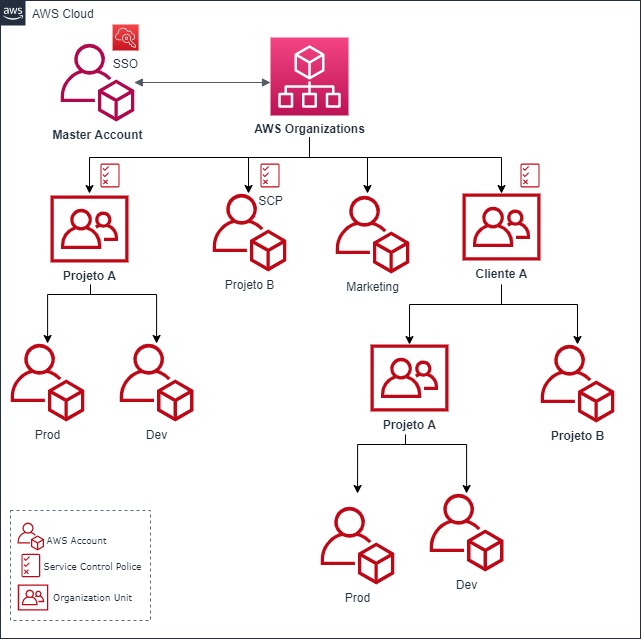 aws
AWS Cloud
SSO
Master Account
AWS Organizations
SCP
Projeto A
Projeto B
Marketing
Cliente A
Prod
Dev
Projeto A
Projeto B
Prod
Dev
AWS Account
Service Control Police
Organization Unit